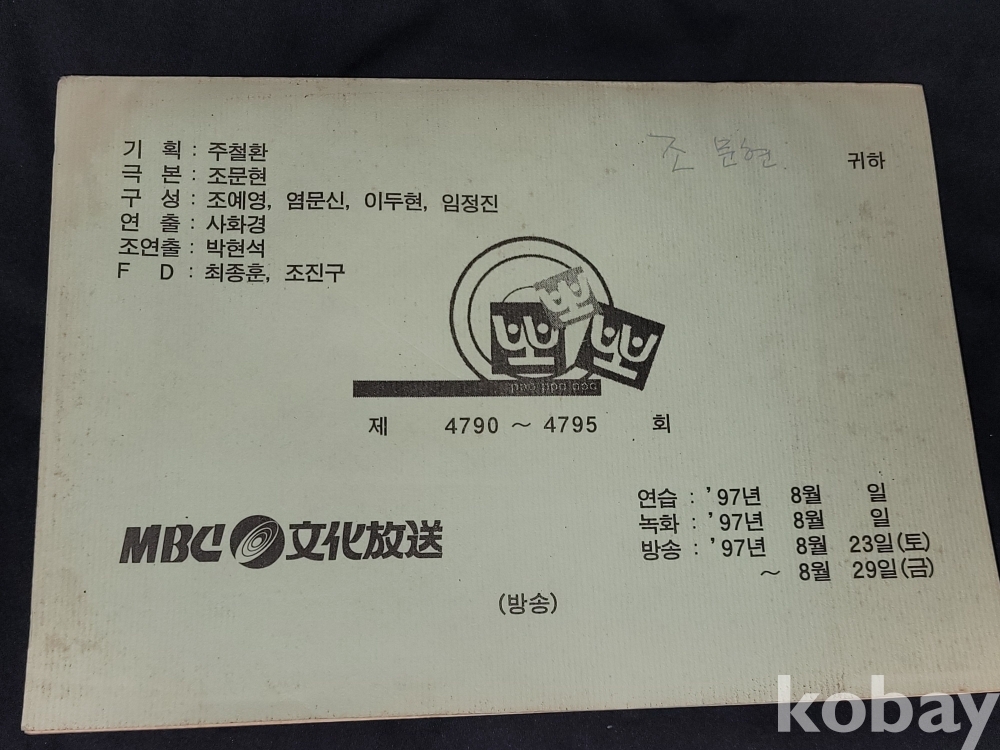 조 문현. 귀하
기 획 : 주철환
극 본 : 조문현
구 성 : 조예영, 염문신, 이두현, 임정진
연 출 : 사화경
조연출 : 박현석
F D : 최종훈, 조진구
뽀뽀뽀
ppo ppo ppo
제 4790 ~ 4795 회
MBC 文化放送
연습 : '97년 8월 일
녹화 : '97년 8월 일
방송 : '97년 8월 23일(토)
~ 8월 29일(금)
(방송)
kobay